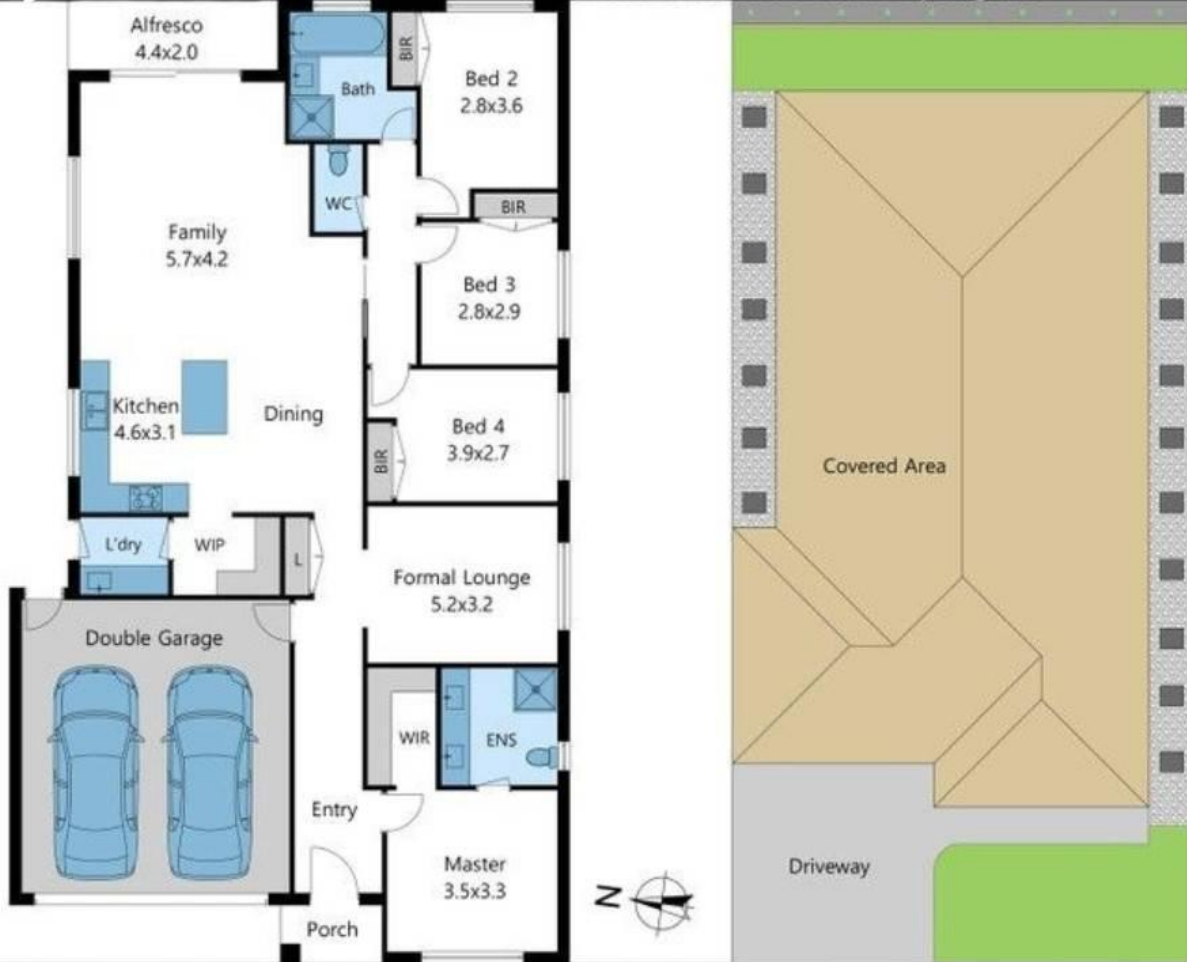 Alfresco
4.4x2.0
BIR
Bed 2
2.8x3.6
Bath
WC
BIR
Family
5.7x4.2
Bed 3
2.8x2.9
Kitchen
4.6x3.1
Dining
Bed 4
3.9x2.7
BIR
L'dry
WIP
L
Formal Lounge
5.2x3.2
Double Garage
WIR
ENS
Entry
Master
3.5x3.3
Porch
N
Covered Area
Driveway